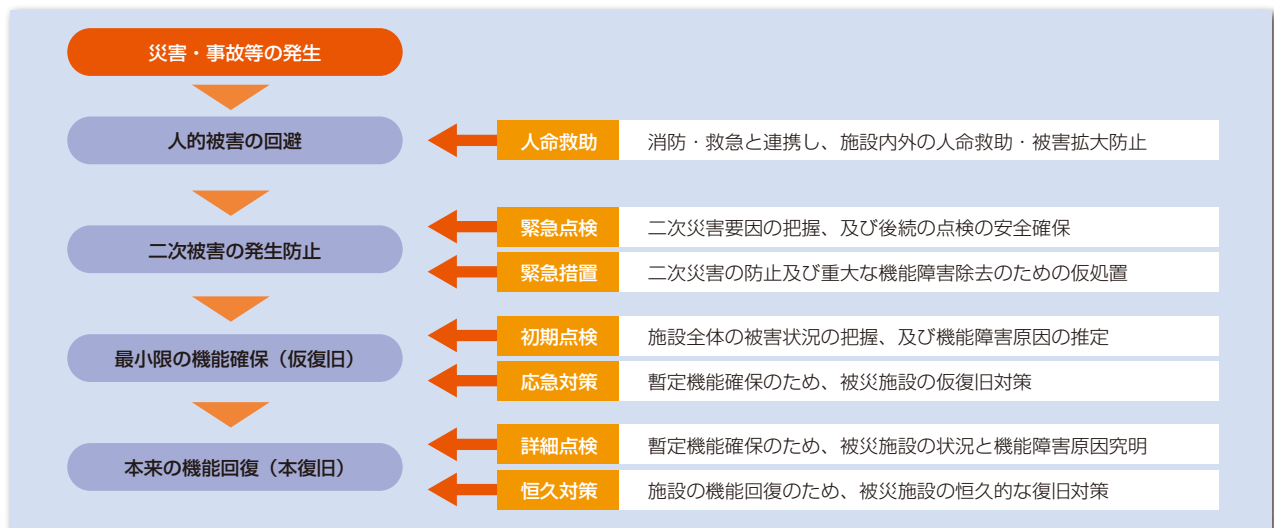 災害・事故等の発生
人的被害の回避
人命救助 消防・救急と連携し、施設内外の人命救助・被害拡大防止
二次被害の発生防止
緊急点検 二次災害要因の把握、及び後続の点検の安全確保
緊急措置 二次災害の防止及び重大な機能障害除去のための仮処置
最小限の機能確保（仮復旧）
初期点検 施設全体の被害状況の把握、及び機能障害原因の推定
応急対策 暫定機能確保のため、被災施設の仮復旧対策
本来の機能回復（本復旧）
詳細点検 暫定機能確保のため、被災施設の状況と機能障害原因究明
恒久対策 施設の機能回復のため、被災施設の恒久的な復旧対策